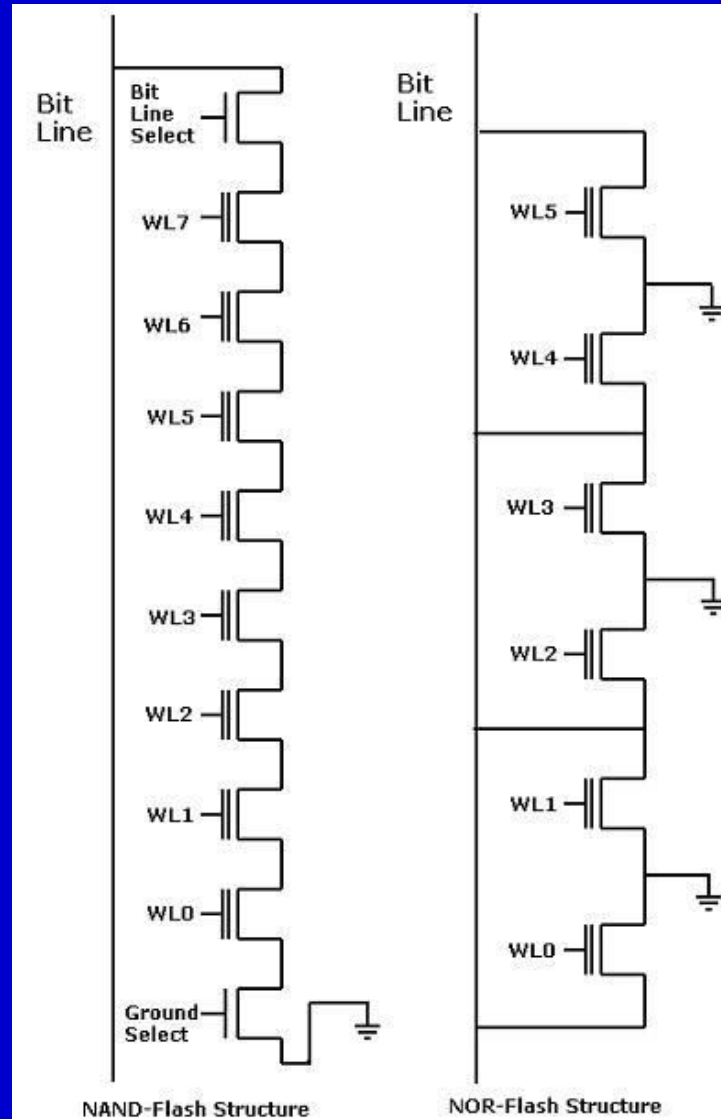 Bit
Line
Bit
Line
Select
WL7
WL6
WL5
WL4
WL3
WL2
WL1
WL0
Ground
Select
NAND-Flash Structure
Bit
Line
WL5
WL4
WL3
WL2
WL1
WL0
NOR-Flash Structure